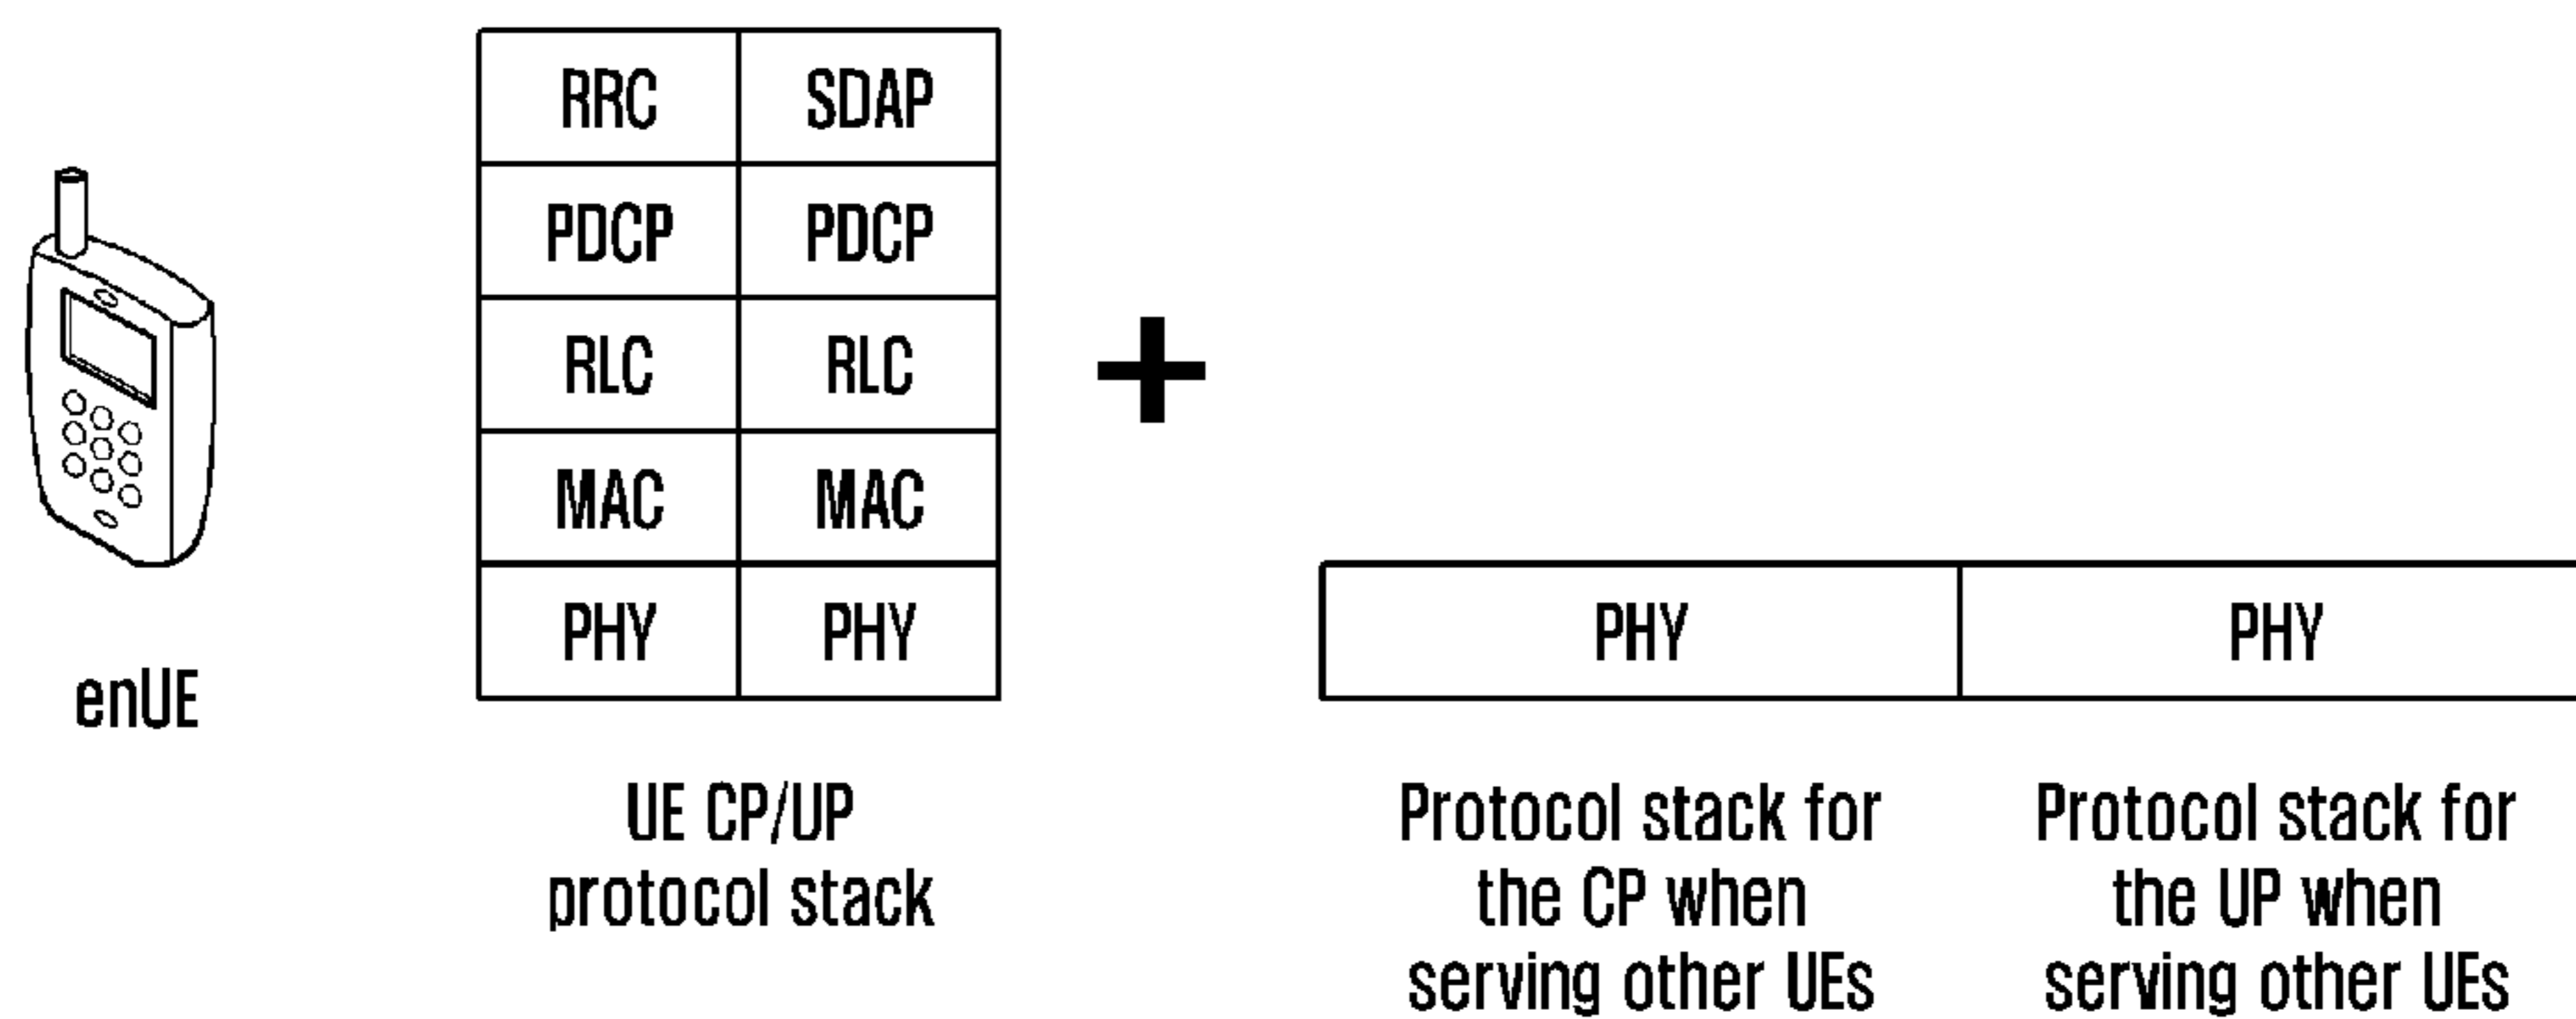 RRC SDAP
PDCP PDCP
RLC RLC
MAC MAC
PHY PHY
PHY PHY
enUE
UE CP/UP
protocol stack
Protocol stack for
the CP when
serving other UEs
Protocol stack for
the UP when
serving other UEs